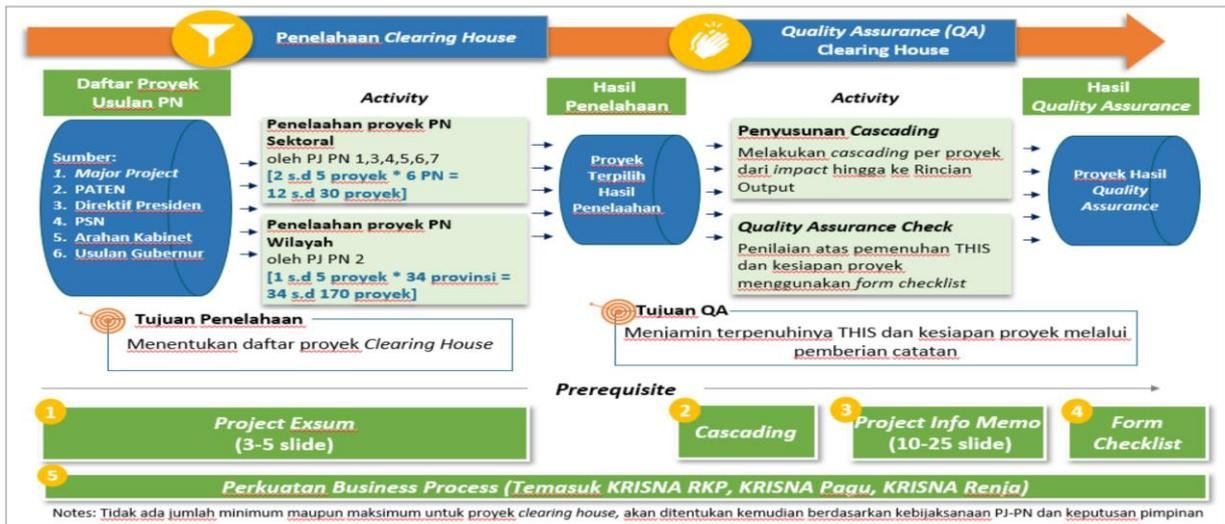 Penelahaan Clearing House
Quality Assurance (QA)
Clearing House
Daftar Proyek
Usulan PN
Activity
Hasil
Penelahaan
Activity
Hasil
Quality Assurance
Sumber:
1. Major Project
2. PATEN
3. Direktif Presiden
4. PSN
5. Arahan Kabinet
6. Usulan Gubernur
Penelaahan proyek PN
Sektoral
oleh PJ PN 1,3,4,5,6,7
[2 s.d 5 proyek * 6 PN =
12 s.d 30 proyek]
Penelaahan proyek PN
Wilayah
oleh PJ PN 2
[1 s.d 5 proyek * 34 provinsi =
34 s.d 170 proyek]
Proyek
Terpilih
Hasil
Penelaahan
Penyusunan Cascading
Melakukan cascading per proyek
dari impact hingga ke Rincian
Output
Quality Assurance Check
Penilaian atas pemenuhan THIS
dan kesiapan proyek
menggunakan form checklist
Proyek Hasil
Quality
Assurance
Tujuan Penelahaan
Menentukan daftar proyek Clearing House
Tujuan QA
Menjamin terpenuhinya THIS dan kesiapan proyek melalui
pemberian catatan
Prerequisite
1
Project Exsum
(3-5 slide)
2
Cascading
3
Project Info Memo
(10-25 slide)
4
Form
Checklist
5
Perkuatan Business Process (Temasuk KRISNA RKP, KRISNA Pagu, KRISNA Renja)
Notes: Tidak ada jumlah minimum maupun maksimum untuk proyek clearing house, akan ditentukan kemudian berdasarkan kebijaksanaan PJ-PN dan keputusan pimpinan